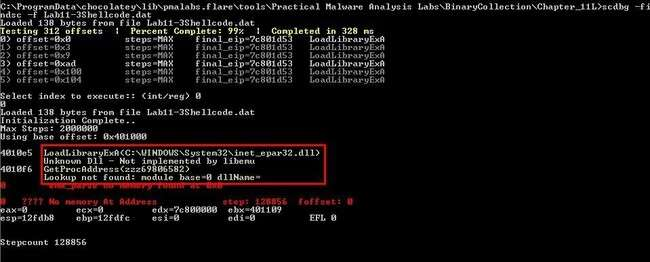 C:\ProgramData\chocolatey\lib\pmalabs.flare\tools\Practical Malware Analysis Labs\BinaryCollection\Chapter_11L>scdbg -fi
ndsc -f Lab11-3Shellcode.dat
Loaded 138 bytes from file Lab11-3Shellcode.dat
Testing 312 offsets | Percent Complete: 99% | Completed in 328 ms
0) offset=0x0 steps=MAX final_eip=7c801d53 LoadLibraryExA
1) offset=0x3 steps=MAX final_eip=7c801d53 LoadLibraryExA
2) offset=0x9 steps=MAX final_eip=7c801d53 LoadLibraryExA
3) offset=0xad steps=MAX final_eip=7c801d53 LoadLibraryExA
4) offset=0x100 steps=MAX final_eip=7c801d53 LoadLibraryExA
5) offset=0x104 steps=MAX final_eip=7c801d53 LoadLibraryExA
Select index to execute:: (int/reg) 0
0
Loaded 138 bytes from file Lab11-3Shellcode.dat
Initialization Complete..
Max Steps: 2000000
Using base offset: 0x401000
4010e5 LoadLibraryExA(C:\WINDOWS\System32\inet_epar32.dll)
Unknown Dll - Not implemented by libemu
4010f6 GetProcAddress(zzz69806582)
Lookup not found: module base=0 dllName=
0 no memory found at 0x0
0 ???? No memory At Address step: 128856 foffset: 0
eax=0 ecx=0 edx=7c800000 ebx=401109
esp=12fdb8 ebp=12fdfc esi=0 edi=0 EFL 0
Stepcount 128856